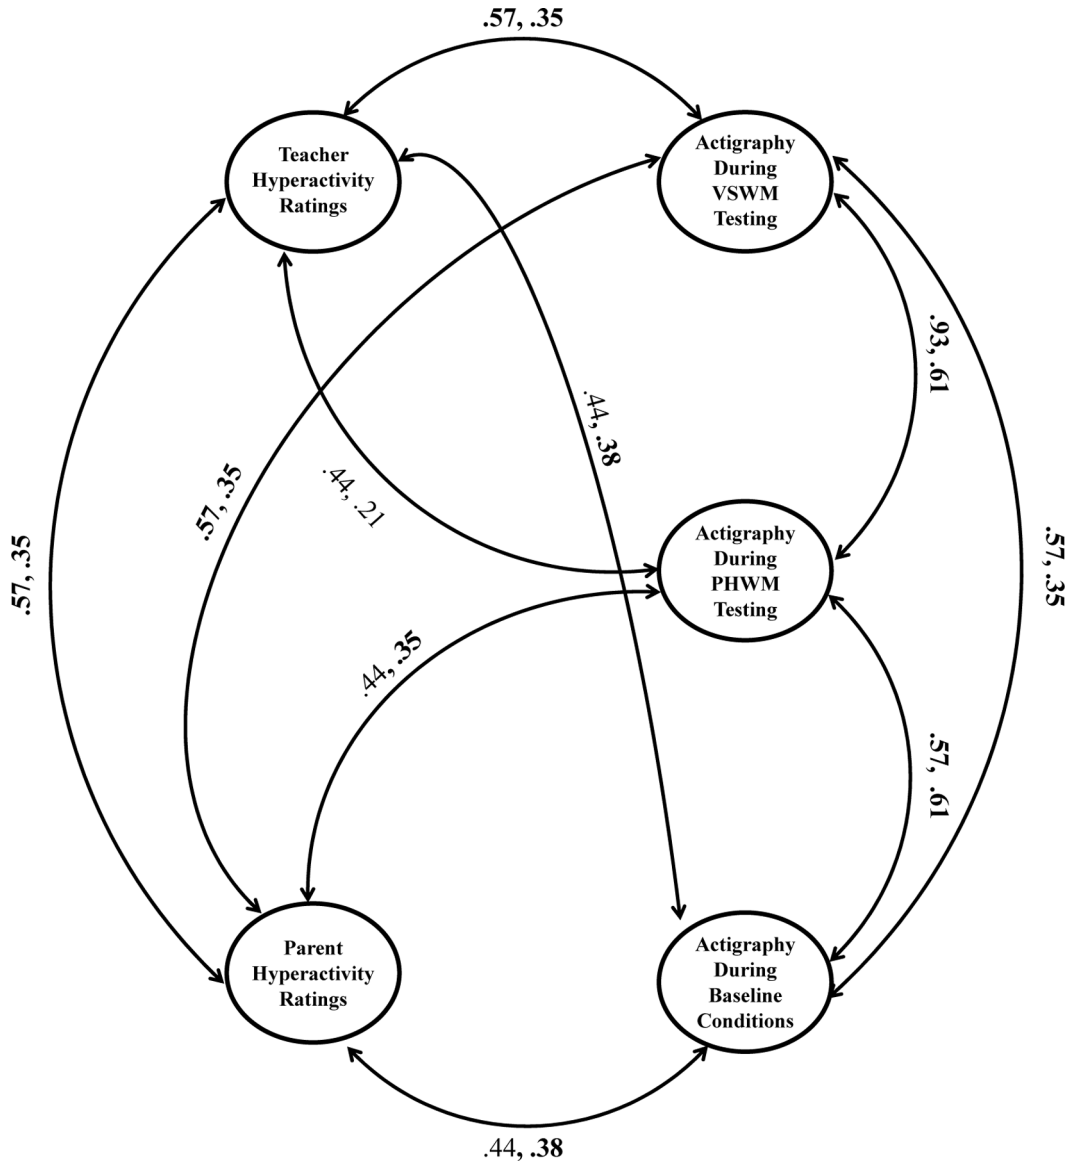 .57, .35
Teacher
Hyperactivity
Ratings
Actigraphy
During
VSWM
Testing
.93, .61
.44, .38
.57, .35
.44, .21
.57, .35
.57, .35
Actigraphy
During
PHWM
Testing
.44, .35
.57, .61
Parent
Hyperactivity
Ratings
Actigraphy
During
Baseline
Conditions
.44, .38